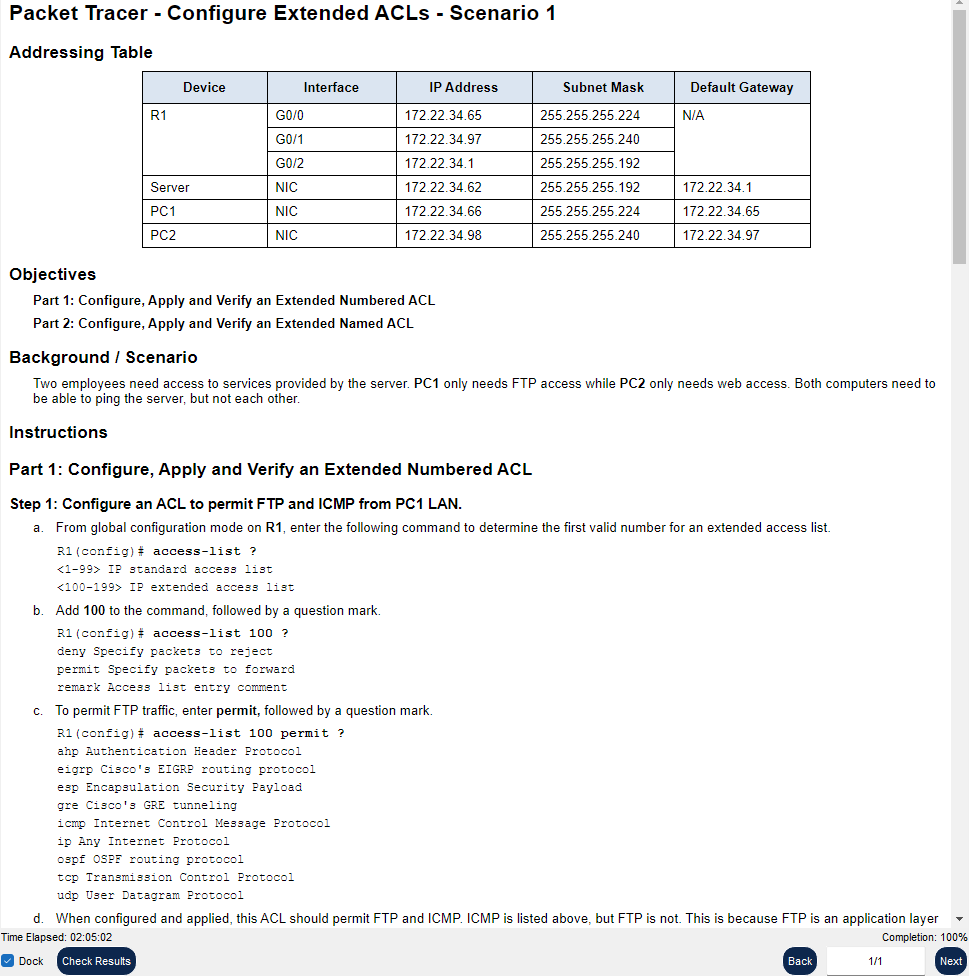 Packet Tracer - Configure Extended ACLs - Scenario 1
Addressing Table
Device Interface IP Address Subnet Mask Default Gateway
R1 G0/0 172.22.34.65 255.255.255.224 N/A
G0/1 172.22.34.97 255.255.255.240
G0/2 172.22.34.1 255.255.255.192
Server NIC 172.22.34.62 255.255.255.192 172.22.34.1
PC1 NIC 172.22.34.66 255.255.255.224 172.22.34.65
PC2 NIC 172.22.34.98 255.255.255.240 172.22.34.97
Objectives
Part 1: Configure, Apply and Verify an Extended Numbered ACL
Part 2: Configure, Apply and Verify an Extended Named ACL
Background / Scenario
Two employees need access to services provided by the server. PC1 only needs FTP access while PC2 only needs web access. Both computers need to
be able to ping the server, but not each other.
Instructions
Part 1: Configure, Apply and Verify an Extended Numbered ACL
Step 1: Configure an ACL to permit FTP and ICMP from PC1 LAN.
a. From global configuration mode on R1, enter the following command to determine the first valid number for an extended access list.
R1(config)# access-list ?
<1-99> IP standard access list
<100-199> IP extended access list
b. Add 100 to the command, followed by a question mark.
R1(config)# access-list 100 ?
deny Specify packets to reject
permit Specify packets to forward
remark Access list entry comment
c. To permit FTP traffic, enter permit, followed by a question mark.
R1(config)# access-list 100 permit ?
ahp Authentication Header Protocol
eigrp Cisco's EIGRP routing protocol
esp Encapsulation Security Payload
gre Cisco's GRE tunneling
icmp Internet Control Message Protocol
ip Any Internet Protocol
ospf OSPF routing protocol
tcp Transmission Control Protocol
udp User Datagram Protocol
d. When configured and applied, this ACL should permit FTP and ICMP. ICMP is listed above, but FTP is not. This is because FTP is an application layer
Time Elapsed: 02:05:02 Completion: 100%
Dock Check Results Back 1/1 Next